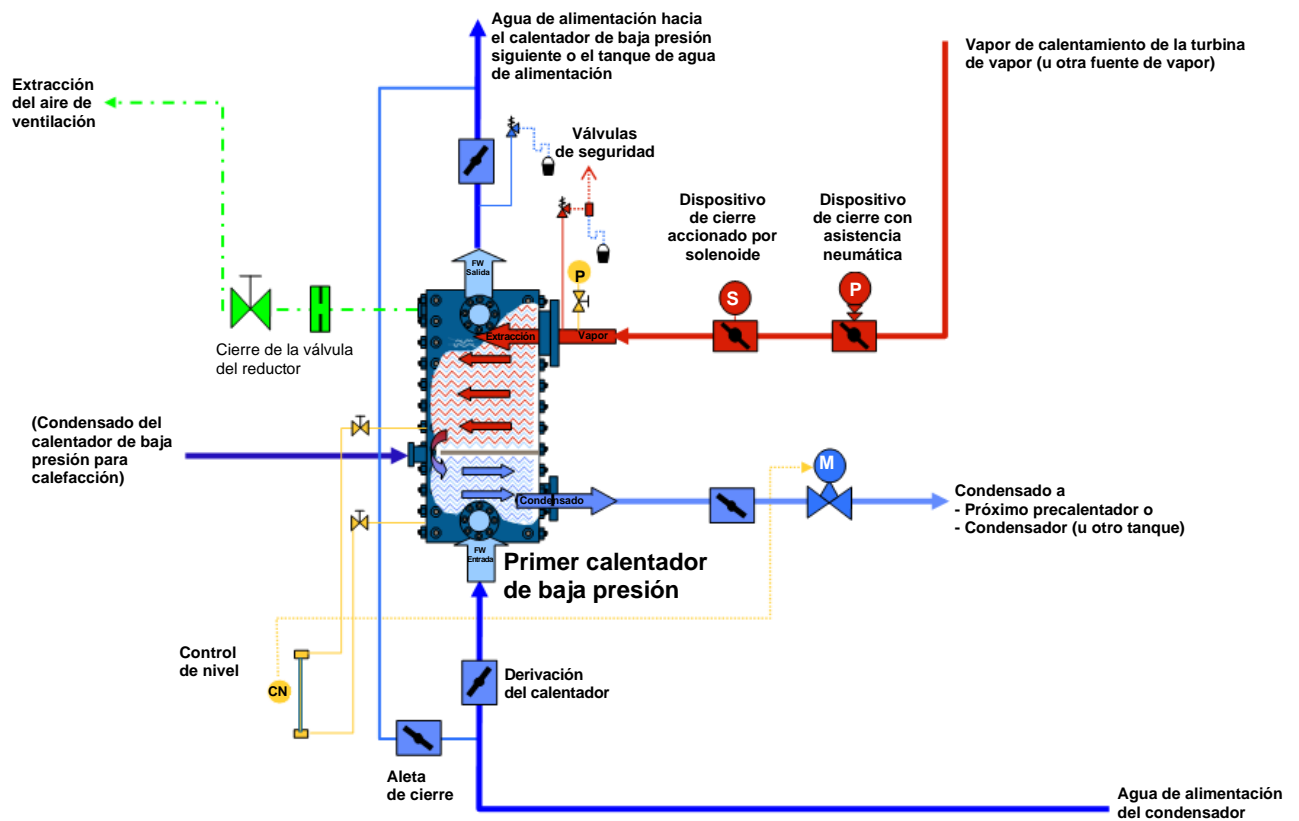 Agua de alimentación hacia
el calentador de baja presión
siguiente o el tanque de agua
de alimentación
Vapor de calentamiento de la turbina
de vapor (u otra fuente de vapor)
Extracción
del aire de
ventilación
Válvulas
de seguridad
Dispositivo
de cierre
accionado por
solenoide
Dispositivo
de cierre con
asistencia
neumática
FW
Salida
P
S
P
Extracción
Vapor
Cierre de la válvula
del reductor
(Condensado del
calentador de baja
presión para
calefacción)
M
Condensado
Condensado a
- Próximo precalentador o
- Condensador (u otro tanque)
FW
Entrada
Primer calentador
de baja presión
Control
de nivel
CN
Derivación
del calentador
Aleta
de cierre
Agua de alimentación
del condensador